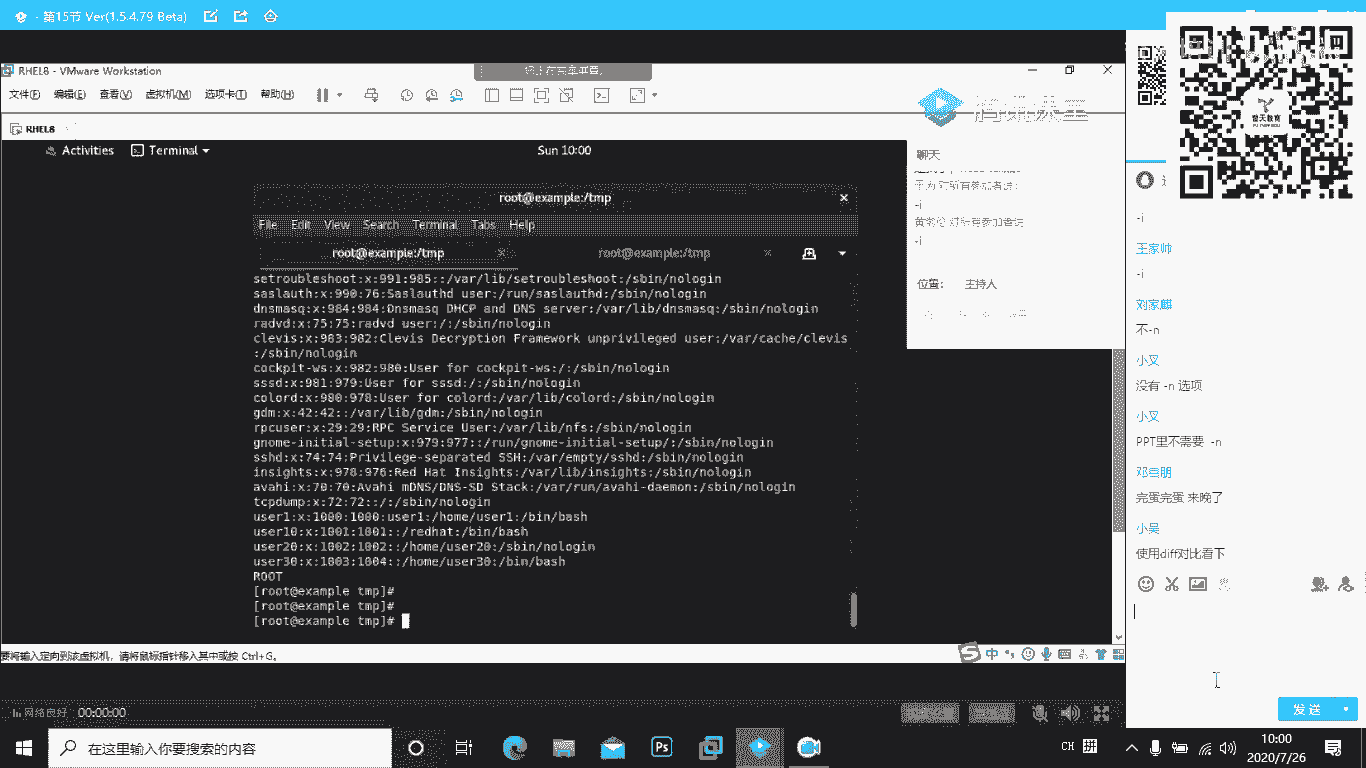 - 第15节 Ver(1.5.4.79 Beta)
RHEL8 - VMware Workstation
文件(F) 编辑(E) 查看(V) 虚拟机(M) 选项卡(T) 帮助(H)
RHEL8
Activities Terminal Sun 10:00
root@example:/tmp
File Edit View Search Terminal Tabs Help
root@example:/tmp root@example:/tmp
setroubleshoot:x:991:985::/var/lib/setroubleshoot:/sbin/nologin
saslauth:x:990:76:Saslauthd user:/run/saslauthd:/sbin/nologin
dnsmasq:x:984:984:Dnsmasq DHCP and DNS server:/var/lib/dnsmasq:/sbin/nologin
radvd:x:75:75:radvd user:/:/sbin/nologin
clevis:x:983:982:Clevis Decryption Framework unprivileged user:/var/cache/clevis
:/sbin/nologin
cockpit-ws:x:982:980:User for cockpit-ws:/:/sbin/nologin
sssd:x:981:979:User for sssd:/:/sbin/nologin
colord:x:980:978:User for colord:/var/lib/colord:/sbin/nologin
gdm:x:42:42::/var/lib/gdm:/sbin/nologin
rpcuser:x:29:29:RPC Service User:/var/lib/nfs:/sbin/nologin
gnome-initial-setup:x:979:977::/run/gnome-initial-setup/:/sbin/nologin
sshd:x:74:74:Privilege-separated SSH:/var/empty/sshd:/sbin/nologin
insights:x:978:976:Red Hat Insights:/var/lib/insights:/sbin/nologin
avahi:x:70:70:Avahi mDNS/DNS-SD Stack:/var/run/avahi-daemon:/sbin/nologin
tcpdump:x:72:72::/:/sbin/nologin
user1:x:1000:1000:user1:/home/user1:/bin/bash
user10:x:1001:1001::/redhat:/bin/bash
user20:x:1002:1002::/home/user20:/sbin/nologin
user30:x:1003:1004::/home/user30:/bin/bash
ROOT
[root@example tmp]#
[root@example tmp]#
[root@example tmp]#
要将输入定向到该虚拟机，请将鼠标指针移入其中或按 Ctrl+G。
聊天
-i
-i
位置： 主持人
誉天教育
-i
王家帅
-i
刘家麒
不-n
小叉
没有 -n 选项
小叉
PPT里不需要 -n
邓雪朋
完蛋完蛋 来晚了
小吴
使用diff对比看下
发 送
中
网络良好 00:00:00
在这里输入你要搜索的内容
CH 拼
10:00
2020/7/26